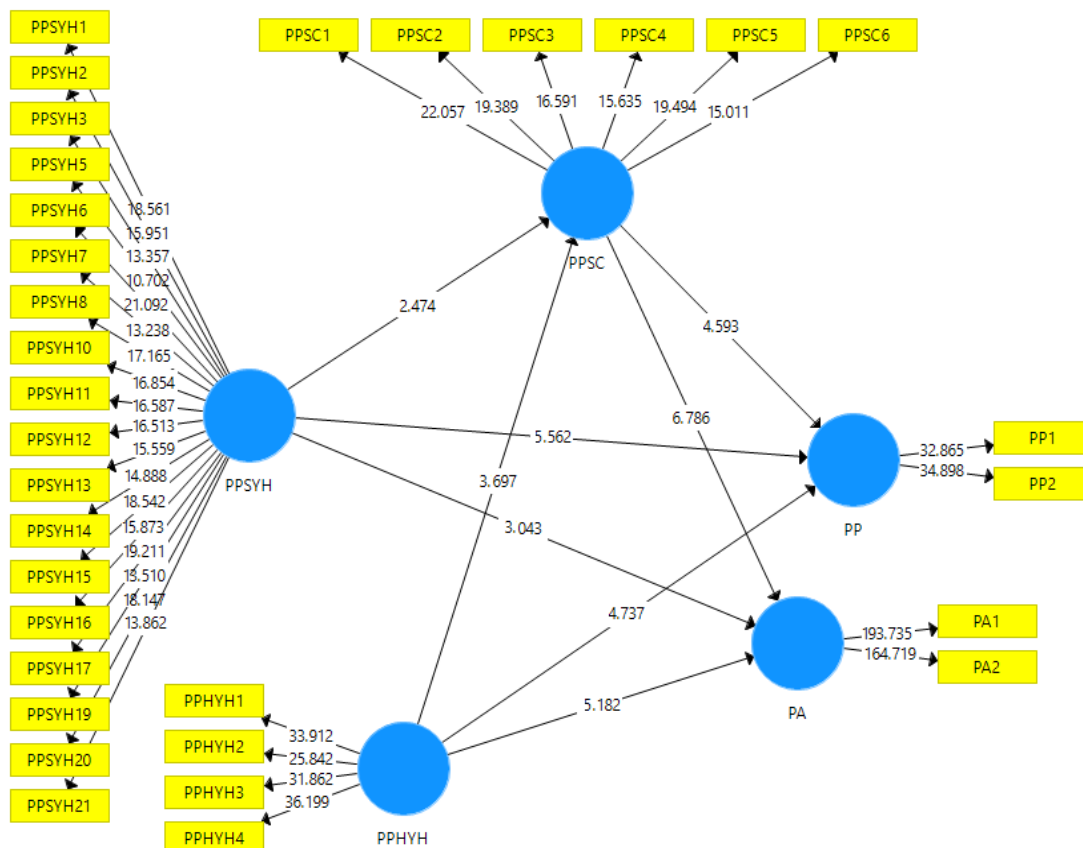 PPSYH1
PPSYH2
PPSYH3
PPSYH5
PPSYH6
PPSYH7
PPSYH8
PPSYH10
PPSYH11
PPSYH12
PPSYH13
PPSYH14
PPSYH15
PPSYH16
PPSYH17
PPSYH19
PPSYH20
PPSYH21
18.561
15.951
13.357
10.702
21.092
13.238
17.165
16.854
16.587
16.513
15.559
14.888
18.542
15.873
19.211
13.510
18.147
13.862
PPSYH
PPSC1 PPSC2 PPSC3 PPSC4 PPSC5 PPSC6
22.057 19.389 16.591 15.635 19.494 15.011
PPSC
2.474
4.593
6.786
5.562
3.697
3.043
4.737
5.182
32.865 PP1
34.898 PP2
PP
193.735 PA1
164.719 PA2
PA
PPHYH1
PPHYH2
PPHYH3
PPHYH4
33.912
25.842
31.862
36.199
PPHYH